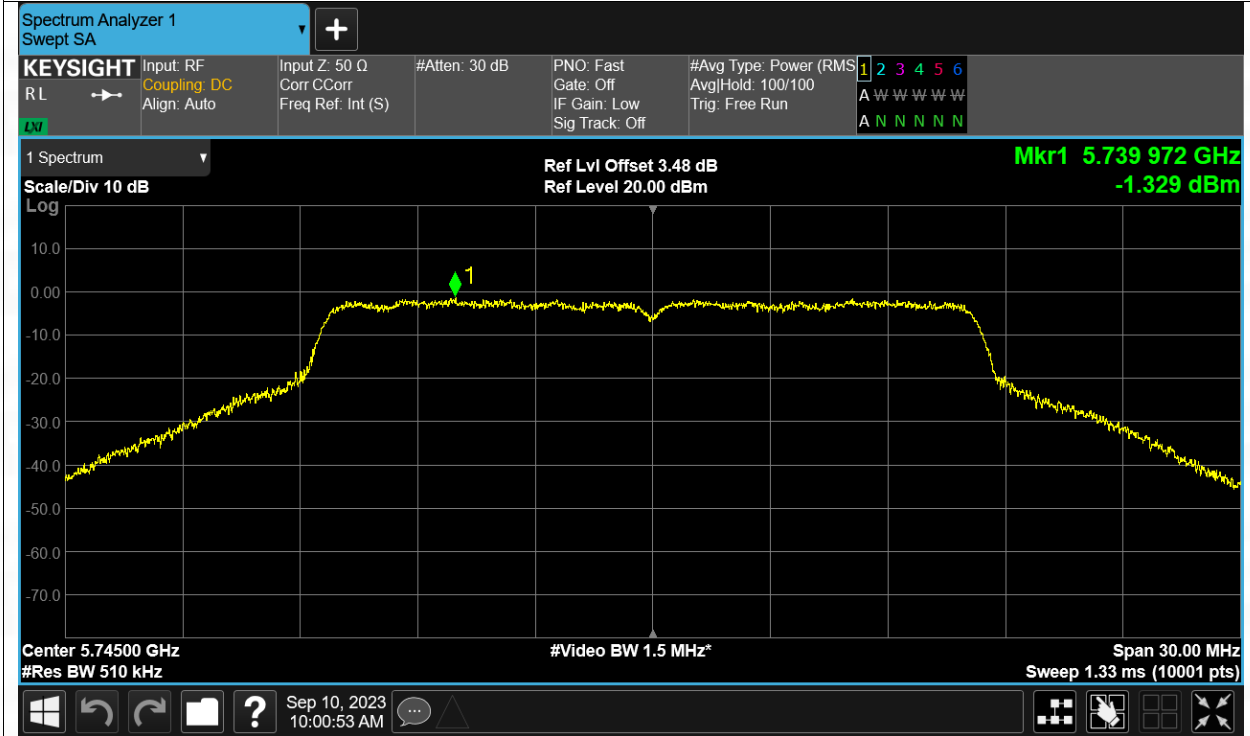 Spectrum Analyzer 1
Swept SA
+
KEYSIGHT Input: RF Input Z: 50 Ω #Atten: 30 dB PNO: Fast #Avg Type: Power (RMS 1 2 3 4 5 6
R L Coupling: DC Corr CCorr Gate: Off Avg|Hold: 100/100 A W W W W W
Align: Auto Freq Ref: Int (S) IF Gain: Low Trig: Free Run
LXI Sig Track: Off A N N N N N
1 Spectrum
Ref Lvl Offset 3.48 dB
Mkr1 5.739 972 GHz
Scale/Div 10 dB Ref Level 20.00 dBm -1.329 dBm
Log
10.0
1
0.00
-10.0
-20.0
-30.0
-40.0
-50.0
-60.0
-70.0
Center 5.74500 GHz #Video BW 1.5 MHz* Span 30.00 MHz
#Res BW 510 kHz Sweep 1.33 ms (10001 pts)
? Sep 10, 2023
10:00:53 AM